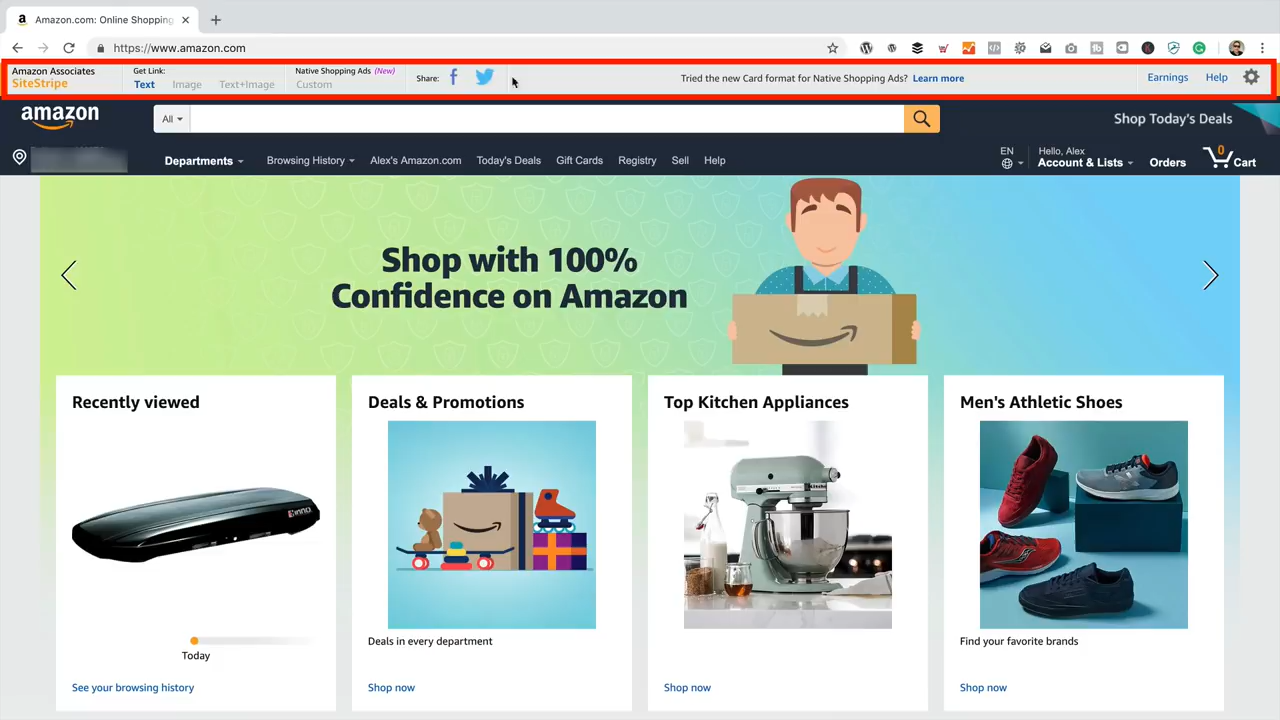 Amazon.com: Online Shopping
https://www.amazon.com
Amazon Associates
SiteStripe
Get Link:
Text Image Text+Image
Native Shopping Ads (New)
Custom
Share:
Tried the new Card format for Native Shopping Ads? Learn more
Earnings Help
amazon
All
Shop Today's Deals
Departments Browsing History Alex's Amazon.com Today's Deals Gift Cards Registry Sell Help
EN
Hello, Alex
Account & Lists
Orders
0
Cart
Shop with 100%
Confidence on Amazon
Recently viewed
INNO
Today
See your browsing history
Deals & Promotions
Deals in every department
Shop now
Top Kitchen Appliances
Shop now
Men's Athletic Shoes
Find your favorite brands
Shop now